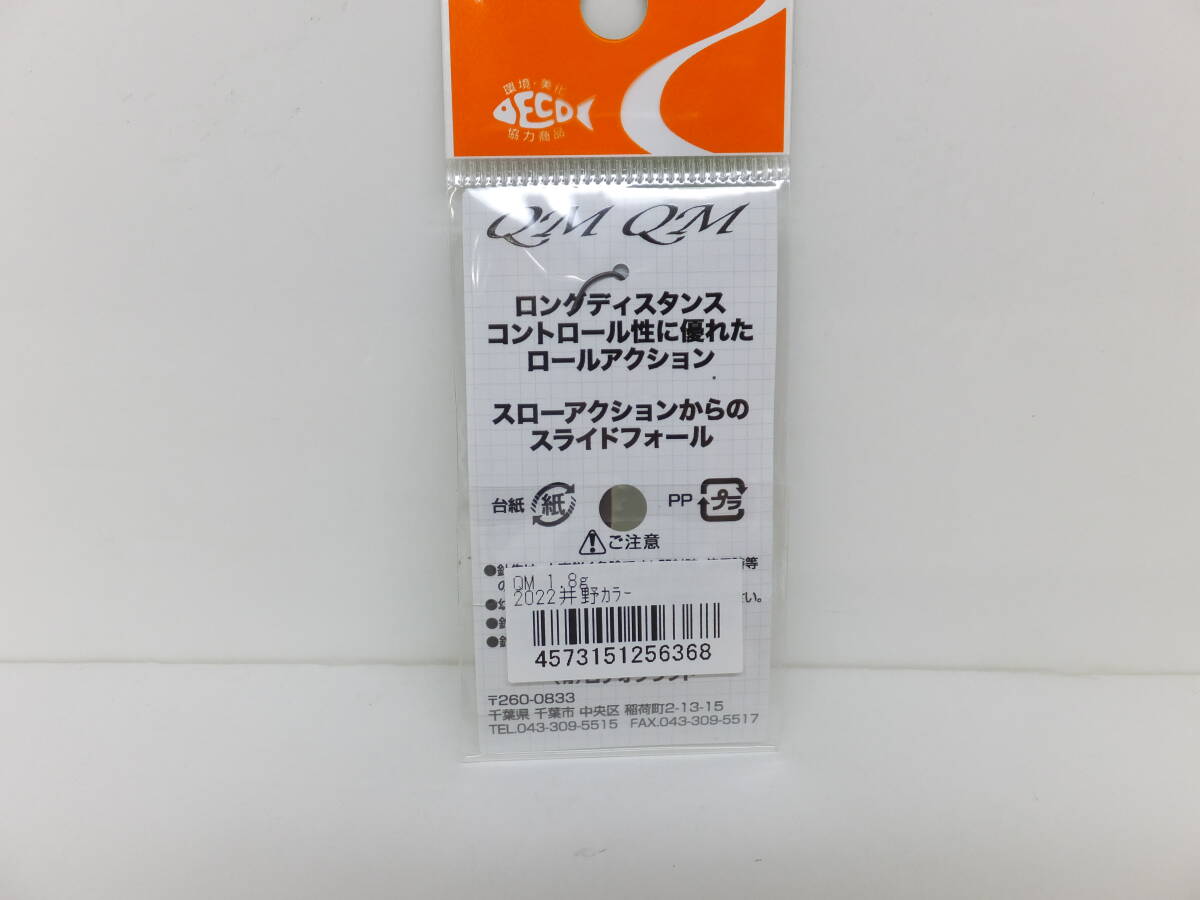 環境・美化
ECO
協力商品
QM QM
ロングディスタンス
コントロール性に優れた
ロールアクション
スローアクションからの
スライドフォール
台紙 紙 PP プラ
ご注意
QM 1.8g
2022井野カラー
4573151256368
〒260-0833
千葉県 千葉市 中央区 稲荷町2-13-15
TEL.043-309-5515 FAX.043-309-5517